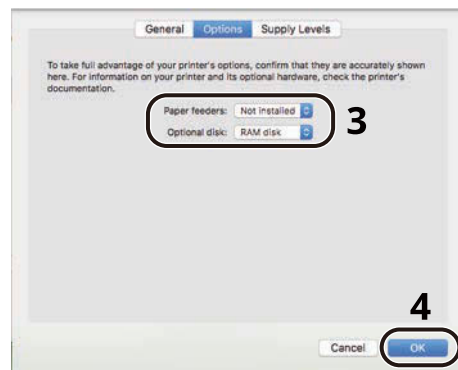 General Options Supply Levels
To take full advantage of your printer's options, confirm that they are accurately shown
here. For information on your printer and its optional hardware, check the printer's
documentation.
Paper feeders: Not installed
3
Optional disk: RAM disk
4
Cancel OK